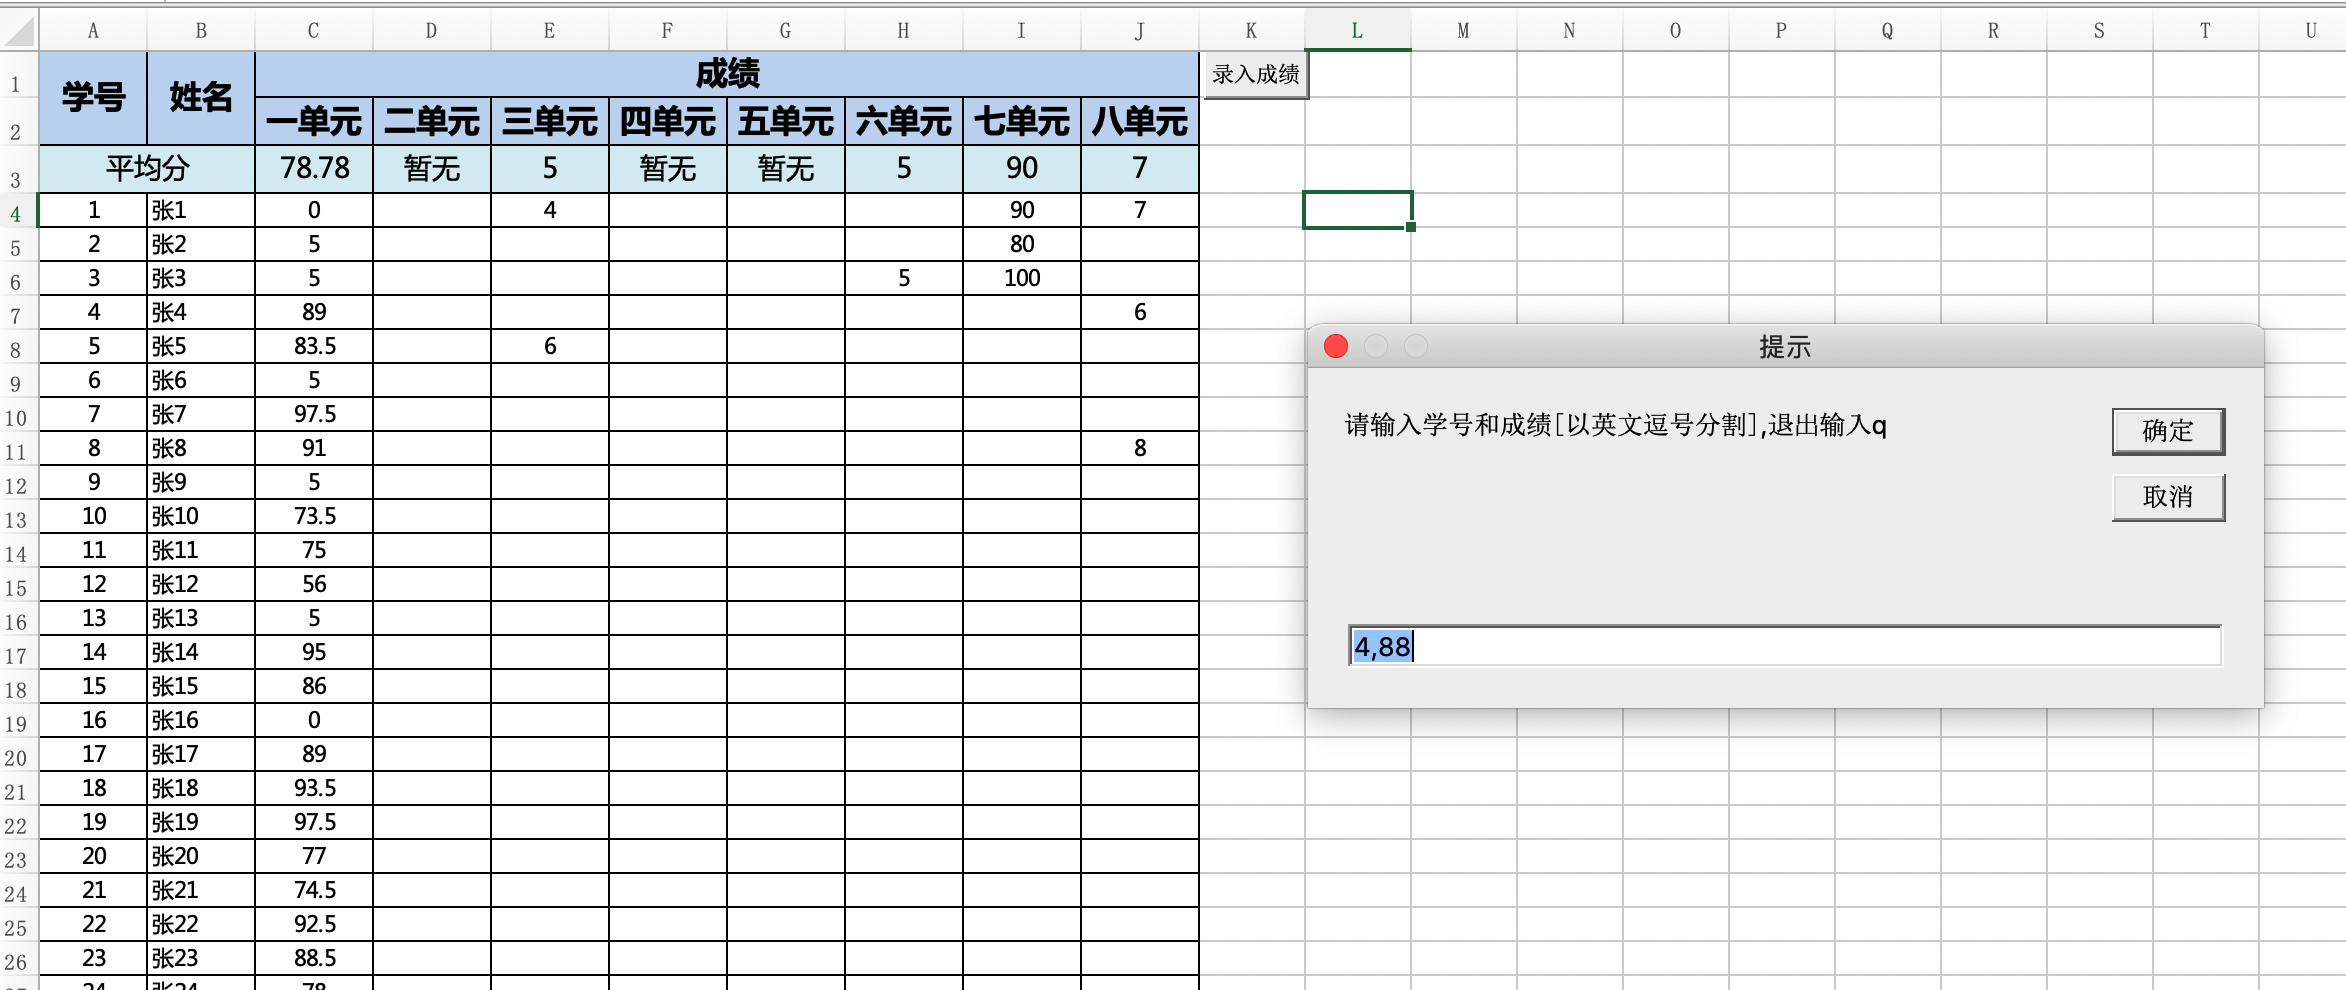 A B C D E F G H I J K L M N O P Q R S T U
1 学号 姓名 成绩 录入成绩
2 一单元 二单元 三单元 四单元 五单元 六单元 七单元 八单元
3 平均分 78.78 暂无 5 暂无 暂无 5 90 7
4 1 张1 0 4 90 7
5 2 张2 5 80
6 3 张3 5 5 100
7 4 张4 89 6
8 5 张5 83.5 6
9 6 张6 5
10 7 张7 97.5
11 8 张8 91 8
12 9 张9 5
13 10 张10 73.5
14 11 张11 75
15 12 张12 56
16 13 张13 5
17 14 张14 95
18 15 张15 86
19 16 张16 0
20 17 张17 89
21 18 张18 93.5
22 19 张19 97.5
23 20 张20 77
24 21 张21 74.5
25 22 张22 92.5
26 23 张23 88.5
24 张24 78
提示
请输入学号和成绩[以英文逗号分割],退出输入q
确定
取消
4,88